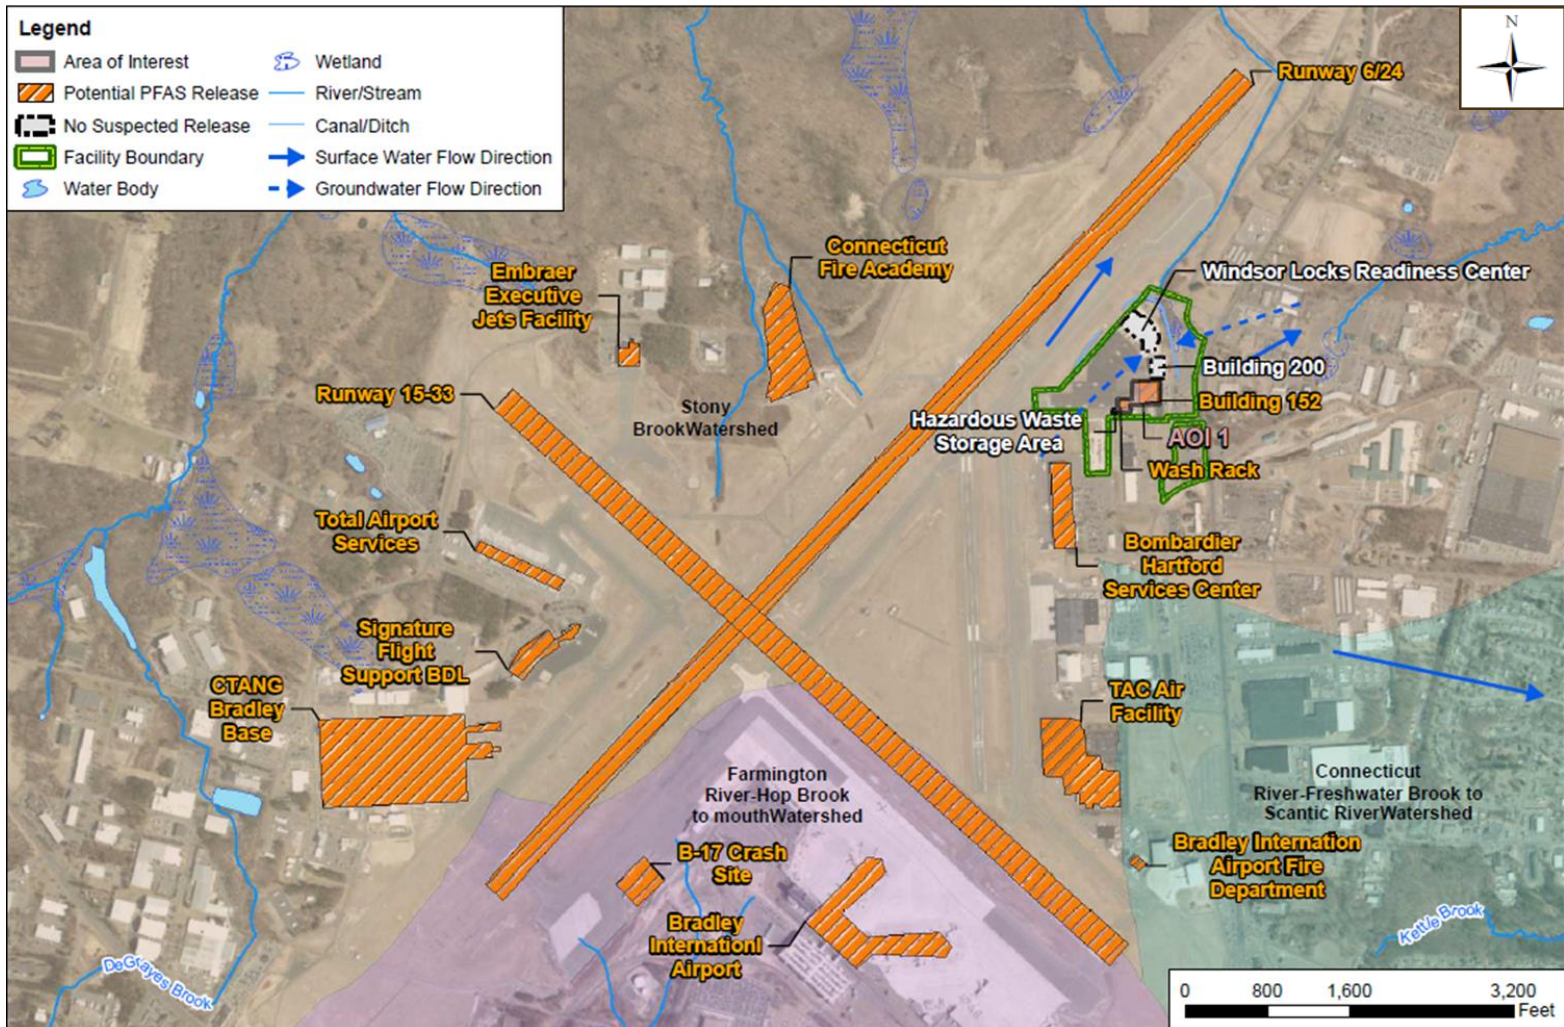 Legend
Area of Interest
Potential PFAS Release
No Suspected Release
Facility Boundary
Water Body
Wetland
River/Stream
Canal/Ditch
Surface Water Flow Direction
Groundwater Flow Direction
N
Runway 6/24
Connecticut
Fire Academy
Windsor Locks Readiness Center
Embraer
Executive
Jets Facility
Runway 15-33
Stony
BrookWatershed
Building 200
Building 152
Hazardous Waste
Storage Area
AOI 1
Wash Rack
Total Airport
Services
Bombardier
Hartford
Services Center
Signature
Flight
Support BDL
CTANG
Bradley
Base
TAC Air
Facility
Farmington
River-Hop Brook
to mouthWatershed
Connecticut
River-Freshwater Brook to
Scantic RiverWatershed
B-17 Crash
Site
Bradley Internation
Airport Fire
Department
Bradley
Internationl
Airport
Kettle Brook
DeGrayes Brook
0 800 1,600 3,200
Feet